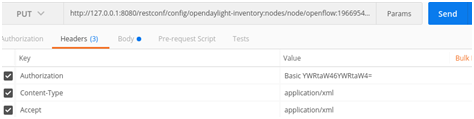 PUT http://127.0.0.1:8080/restconf/config/opendaylight-inventory:nodes/node/openflow:1966954... Params Send
Authorization Headers (3) Body Pre-request Script Tests
Key Value Bulk
Authorization Basic YWRtaW46YWRtaW4=
Content-Type application/xml
Accept application/xml